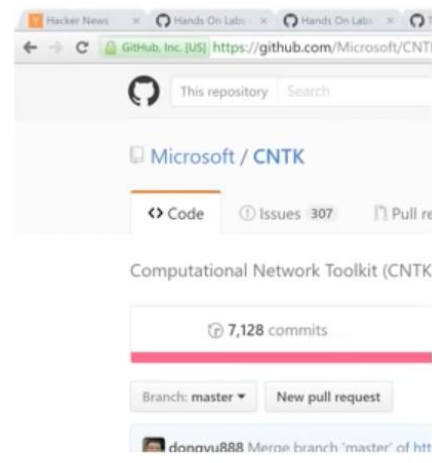 Hacker News × Hands On Labs × Hands On Labs ×
GitHub, Inc. [US] https://github.com/Microsoft/CNT
This repository Search
Microsoft / CNTK
<> Code Issues 307 Pull re
Computational Network Toolkit (CNTK
7,128 commits
Branch: master New pull request
dongyu888 Merge branch 'master' of htt